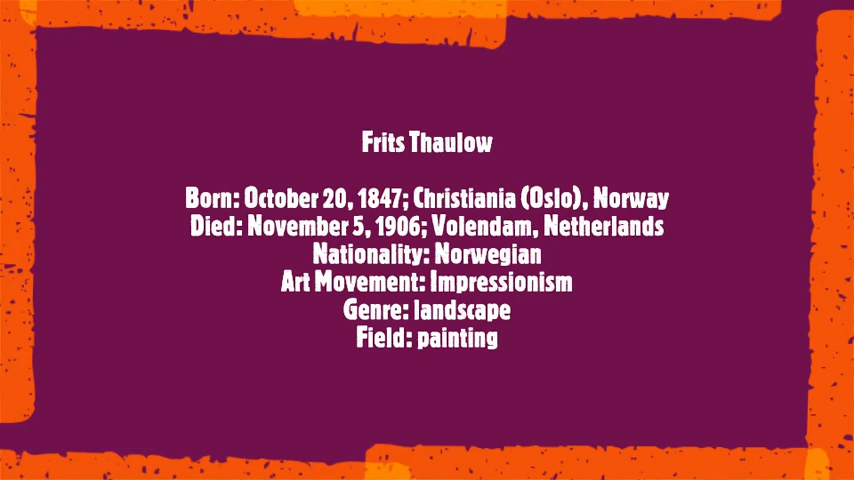 Frits Thaulow
Born: October 20, 1847; Christiania (Oslo), Norway
Died: November 5, 1906; Volendam, Netherlands
Nationality: Norwegian
Art Movement: Impressionism
Genre: landscape
Field: painting